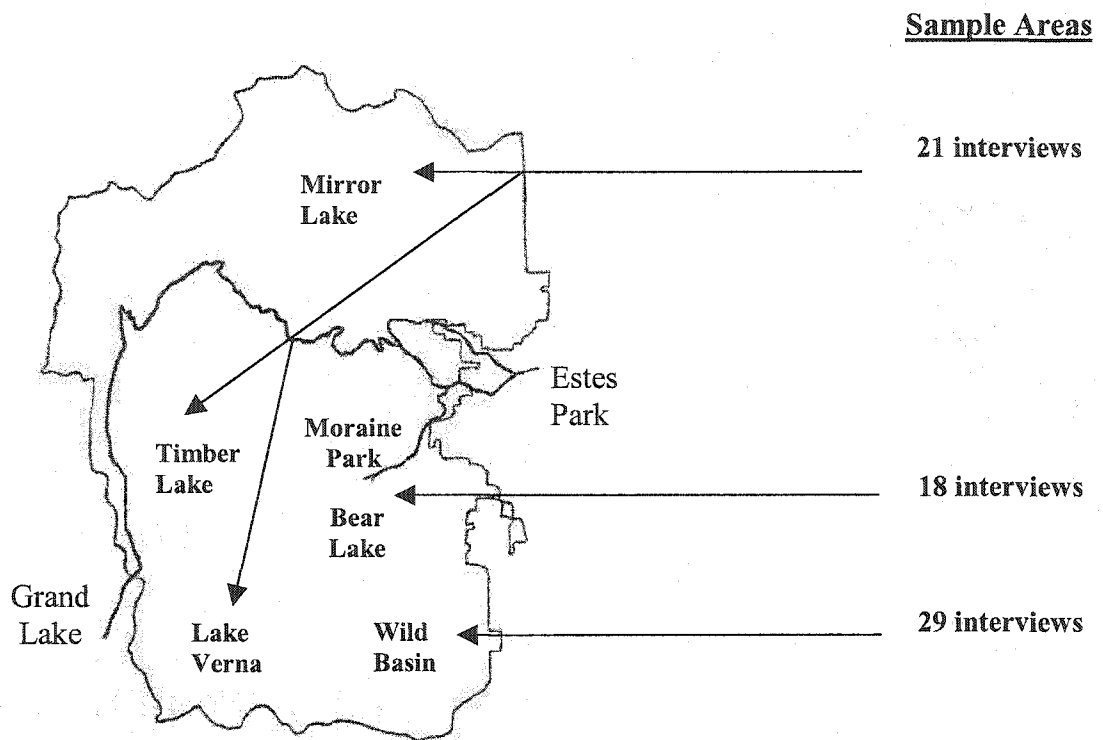 Sample Areas
21 interviews
Mirror
Lake
Estes
Park
Moraine
Park
Timber
Lake
18 interviews
Bear
Lake
Grand
Lake
29 interviews
Lake
Verna
Wild
Basin